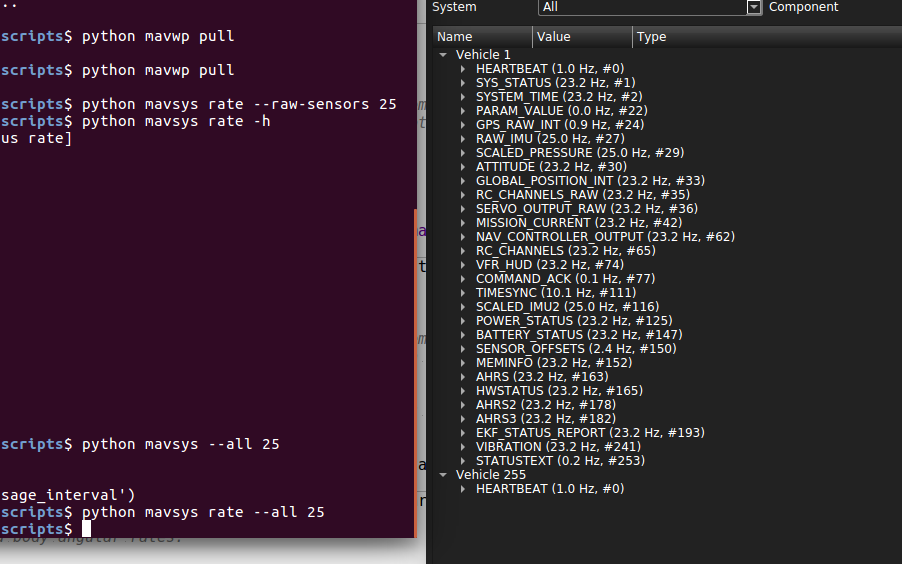 ..
scripts$ python mavwp pull
scripts$ python mavwp pull
scripts$ python mavsys rate --raw-sensors 25
scripts$ python mavsys rate -h
us rate]
scripts$ python mavsys --all 25
sage_interval')
scripts$ python mavsys rate --all 25
scripts$
body angular rates.
System All Component
Name Value Type
Vehicle 1
HEARTBEAT (1.0 Hz, #0)
SYS_STATUS (23.2 Hz, #1)
SYSTEM_TIME (23.2 Hz, #2)
PARAM_VALUE (0.0 Hz, #22)
GPS_RAW_INT (0.9 Hz, #24)
RAW_IMU (25.0 Hz, #27)
SCALED_PRESSURE (25.0 Hz, #29)
ATTITUDE (23.2 Hz, #30)
GLOBAL_POSITION_INT (23.2 Hz, #33)
RC_CHANNELS_RAW (23.2 Hz, #35)
SERVO_OUTPUT_RAW (23.2 Hz, #36)
MISSION_CURRENT (23.2 Hz, #42)
NAV_CONTROLLER_OUTPUT (23.2 Hz, #62)
RC_CHANNELS (23.2 Hz, #65)
VFR_HUD (23.2 Hz, #74)
COMMAND_ACK (0.1 Hz, #77)
TIMESYNC (10.1 Hz, #111)
SCALED_IMU2 (25.0 Hz, #116)
POWER_STATUS (23.2 Hz, #125)
BATTERY_STATUS (23.2 Hz, #147)
SENSOR_OFFSETS (2.4 Hz, #150)
MEMINFO (23.2 Hz, #152)
AHRS (23.2 Hz, #163)
HWSTATUS (23.2 Hz, #165)
AHRS2 (23.2 Hz, #178)
AHRS3 (23.2 Hz, #182)
EKF_STATUS_REPORT (23.2 Hz, #193)
VIBRATION (23.2 Hz, #241)
STATUSTEXT (0.2 Hz, #253)
Vehicle 255
HEARTBEAT (1.0 Hz, #0)